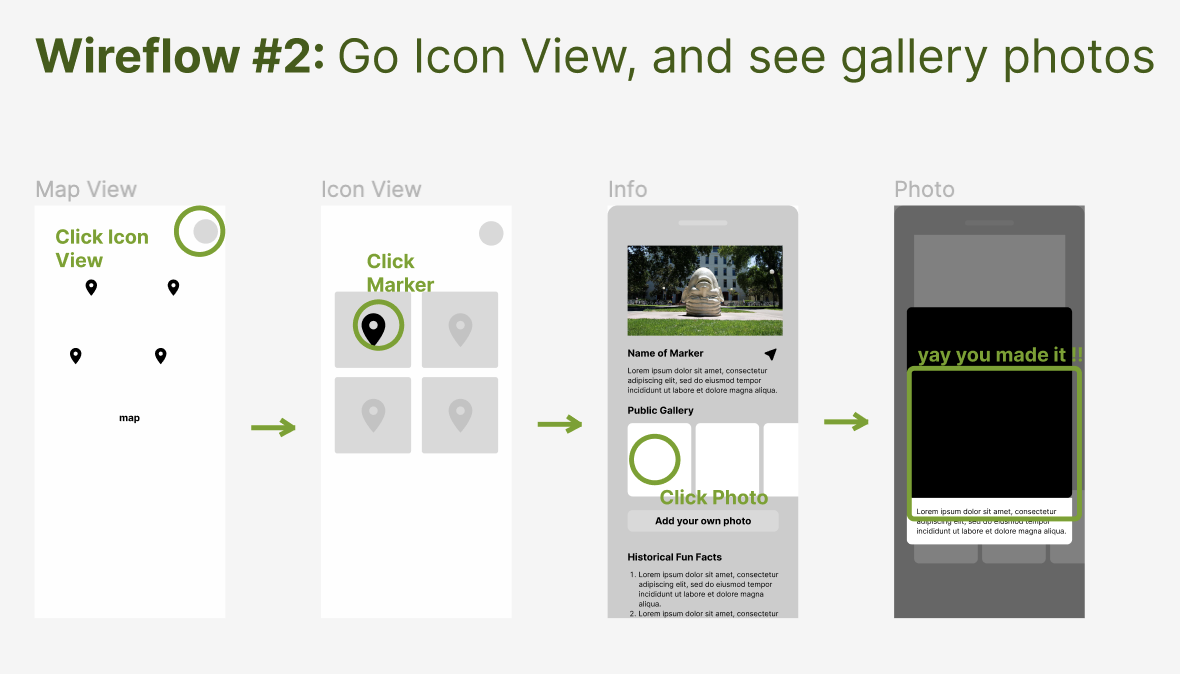 Wireflow #2: Go Icon View, and see gallery photos
Map View
Click Icon
View
map
Icon View
Click
Marker
Info
Name of Marker
Lorem ipsum dolor sit amet, consectetur
adipiscing elit, sed do eiusmod tempor
incididunt ut labore et dolore magna aliqua.
Public Gallery
Click Photo
Add your own photo
Historical Fun Facts
1. Lorem ipsum dolor sit amet, consectetur
adipiscing elit, sed do eiusmod tempor
incididunt ut labore et dolore magna
aliqua.
2. Lorem ipsum dolor sit amet, consectetur
Photo
yay you made it !!
Lorem ipsum dolor sit amet, consectetur
adipiscing elit, sed do eiusmod tempor
incididunt ut labore et dolore magna aliqua.